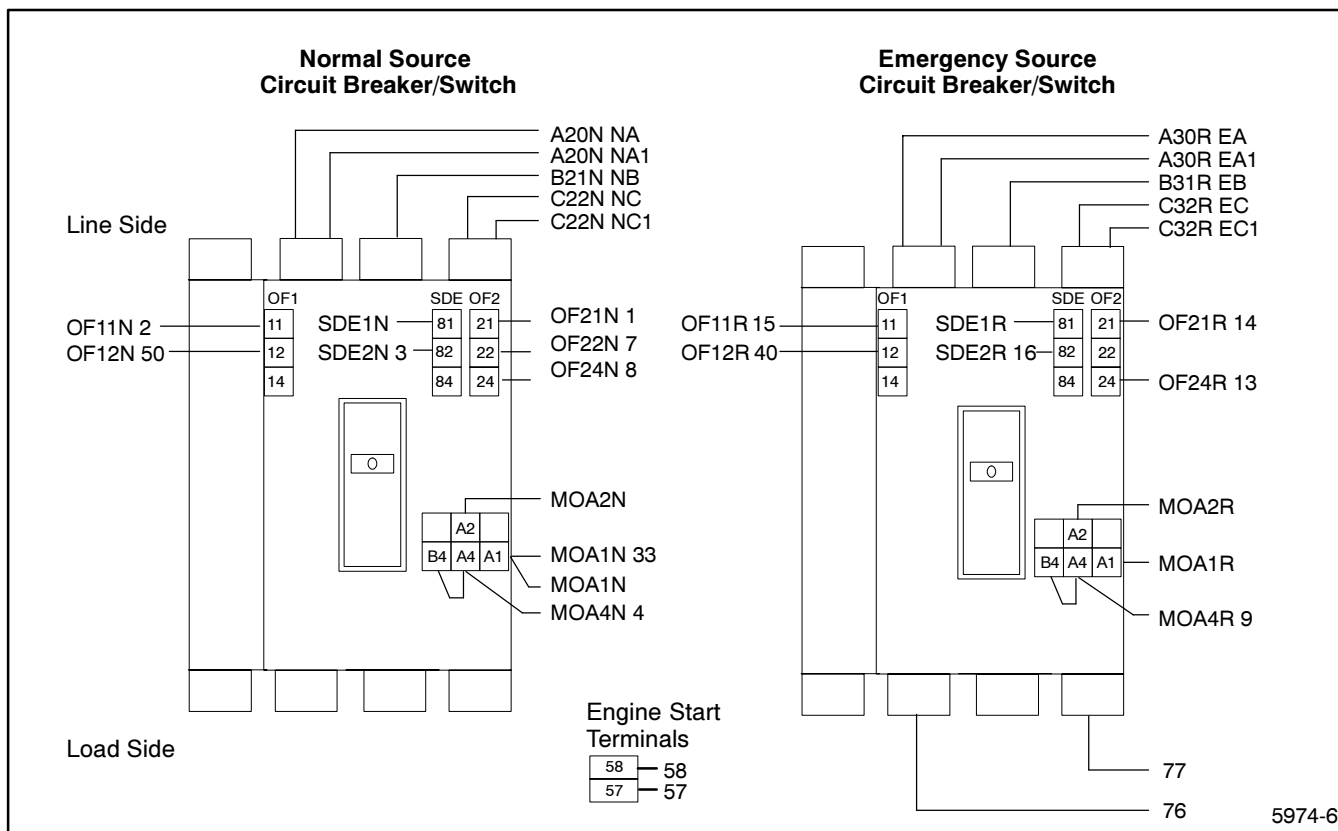 Normal Source
Circuit Breaker/Switch
A20N NA
A20N NA1
B21N NB
C22N NC
C22N NC1
Line Side
OF1
SDE OF2
11
81
21
12
82
22
14
84
24
OF11N 2
OF12N 50
SDE1N
SDE2N 3
OF21N 1
OF22N 7
OF24N 8
O
A2
B4 A4 A1
MOA2N
MOA1N 33
MOA1N
MOA4N 4
Load Side
Engine Start
Terminals
58 58
57 57
Emergency Source
Circuit Breaker/Switch
A30R EA
A30R EA1
B31R EB
C32R EC
C32R EC1
OF1
SDE OF2
11
81
21
12
82
22
14
84
24
OF11R 15
OF12R 40
SDE1R
SDE2R 16
OF21R 14
OF24R 13
O
A2
B4 A4 A1
MOA2R
MOA1R
MOA4R 9
77
76
5974-6